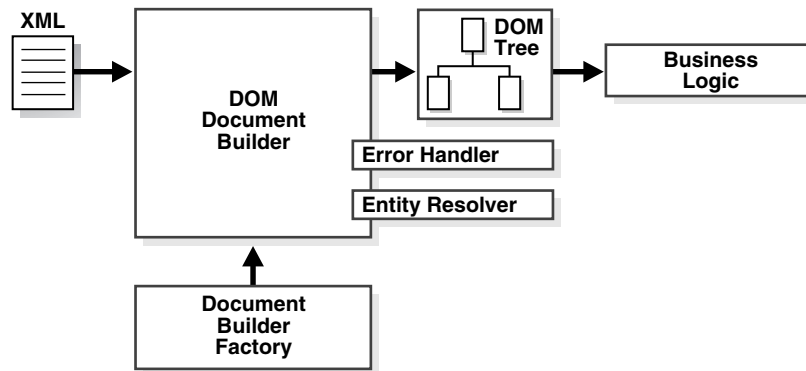 XML
DOM
Document
Builder
DOM
Tree
Business
Logic
Error Handler
Entity Resolver
Document
Builder
Factory